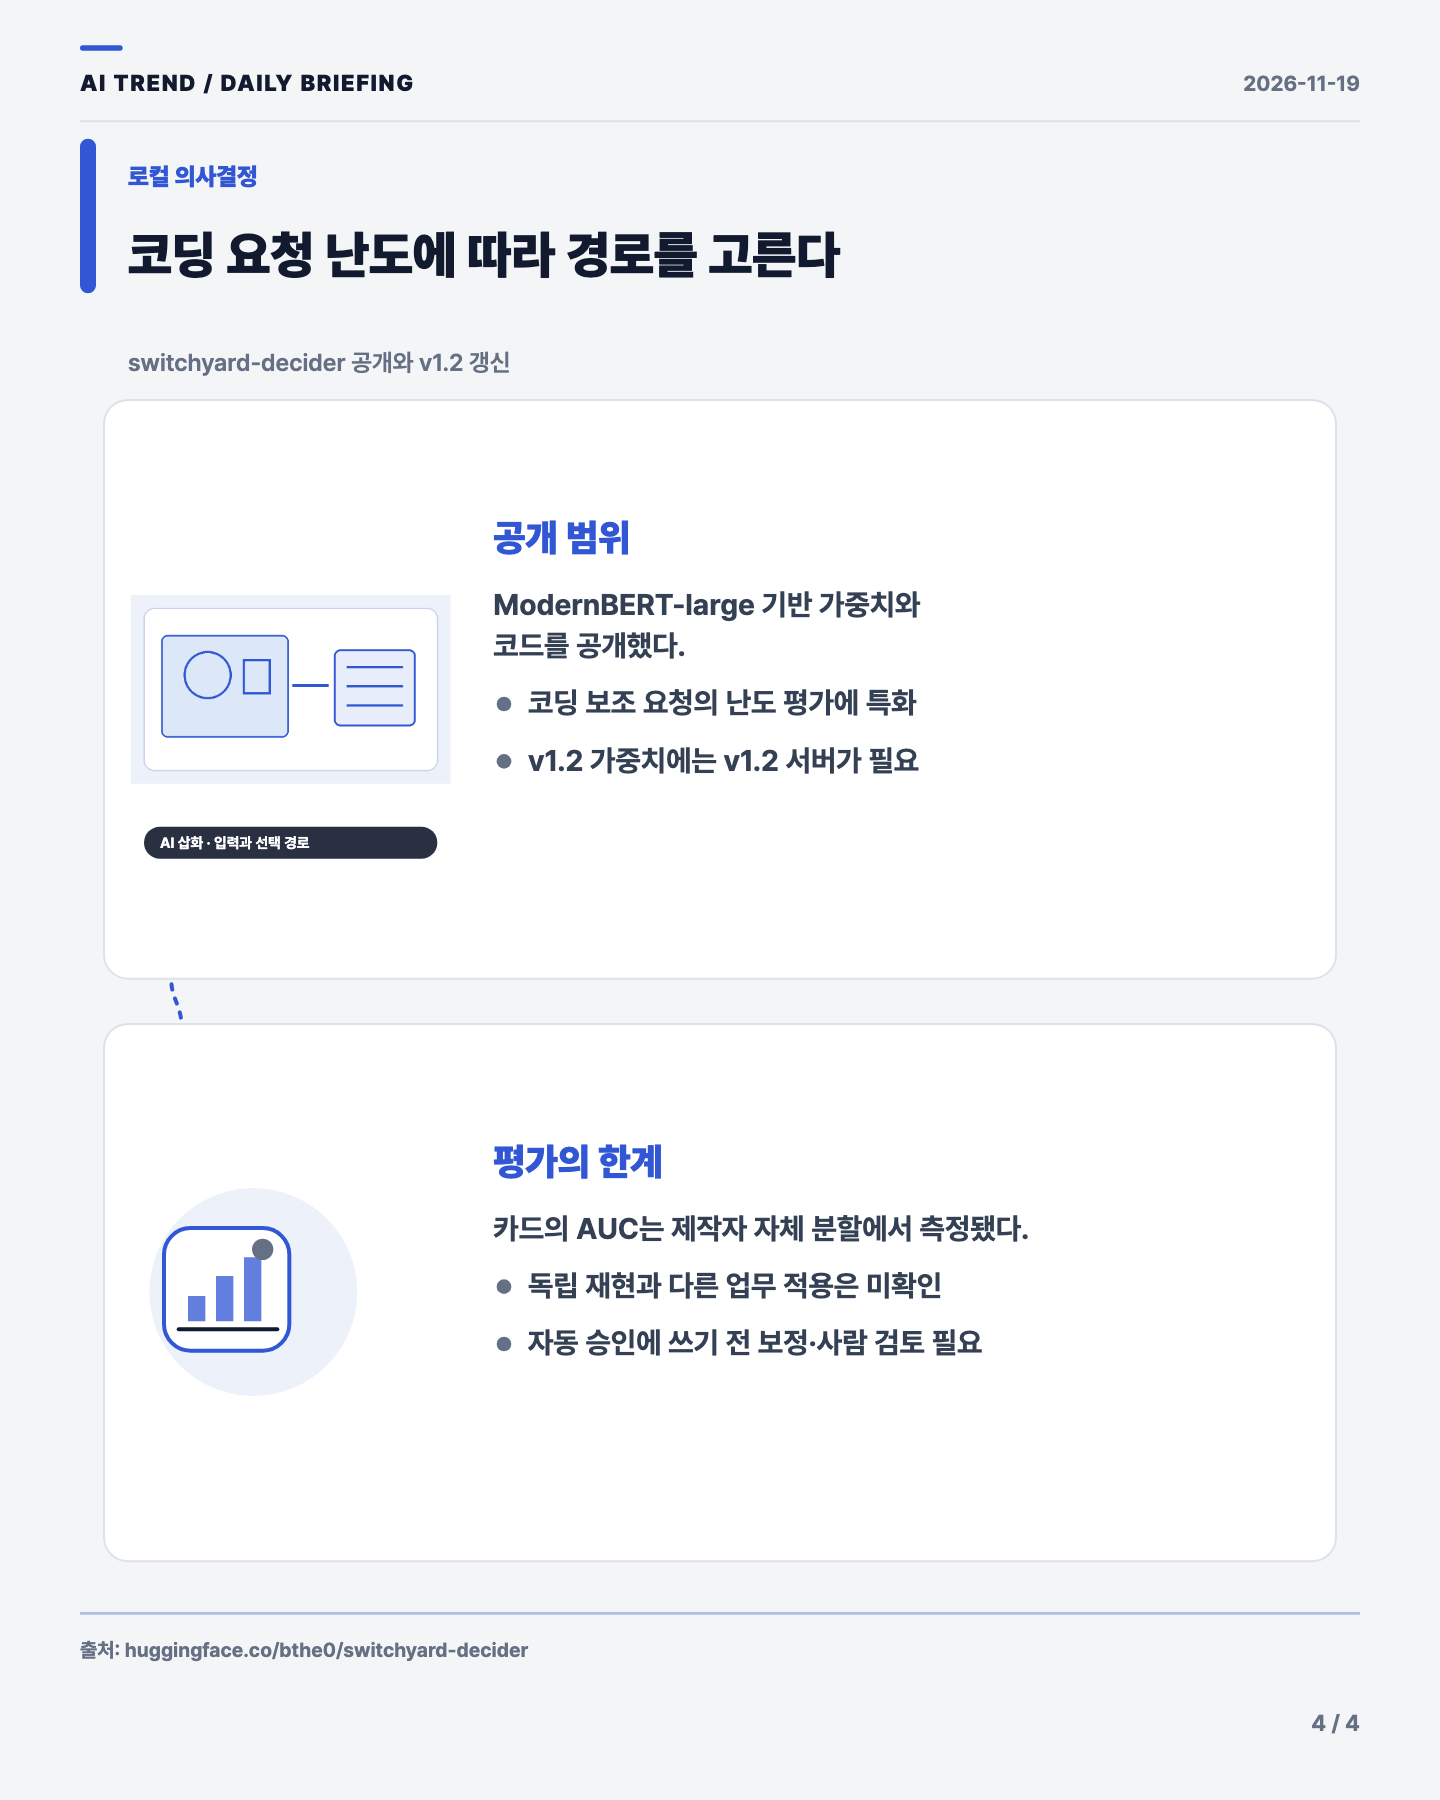 AI TREND / DAILY BRIEFING
2026-11-19
로컬 의사결정
코딩 요청 난도에 따라 경로를 고른다
switchyard-decider 공개와 v1.2 갱신
공개 범위
ModernBERT-large 기반 가중치와
코드를 공개했다.
코딩 보조 요청의 난도 평가에 특화
v1.2 가중치에는 v1.2 서버가 필요
AI 삽화 · 입력과 선택 경로
평가의 한계
카드의 AUC는 제작자 자체 분할에서 측정됐다.
독립 재현과 다른 업무 적용은 미확인
자동 승인에 쓰기 전 보정·사람 검토 필요
출처: huggingface.co/bthe0/switchyard-decider
4 / 4